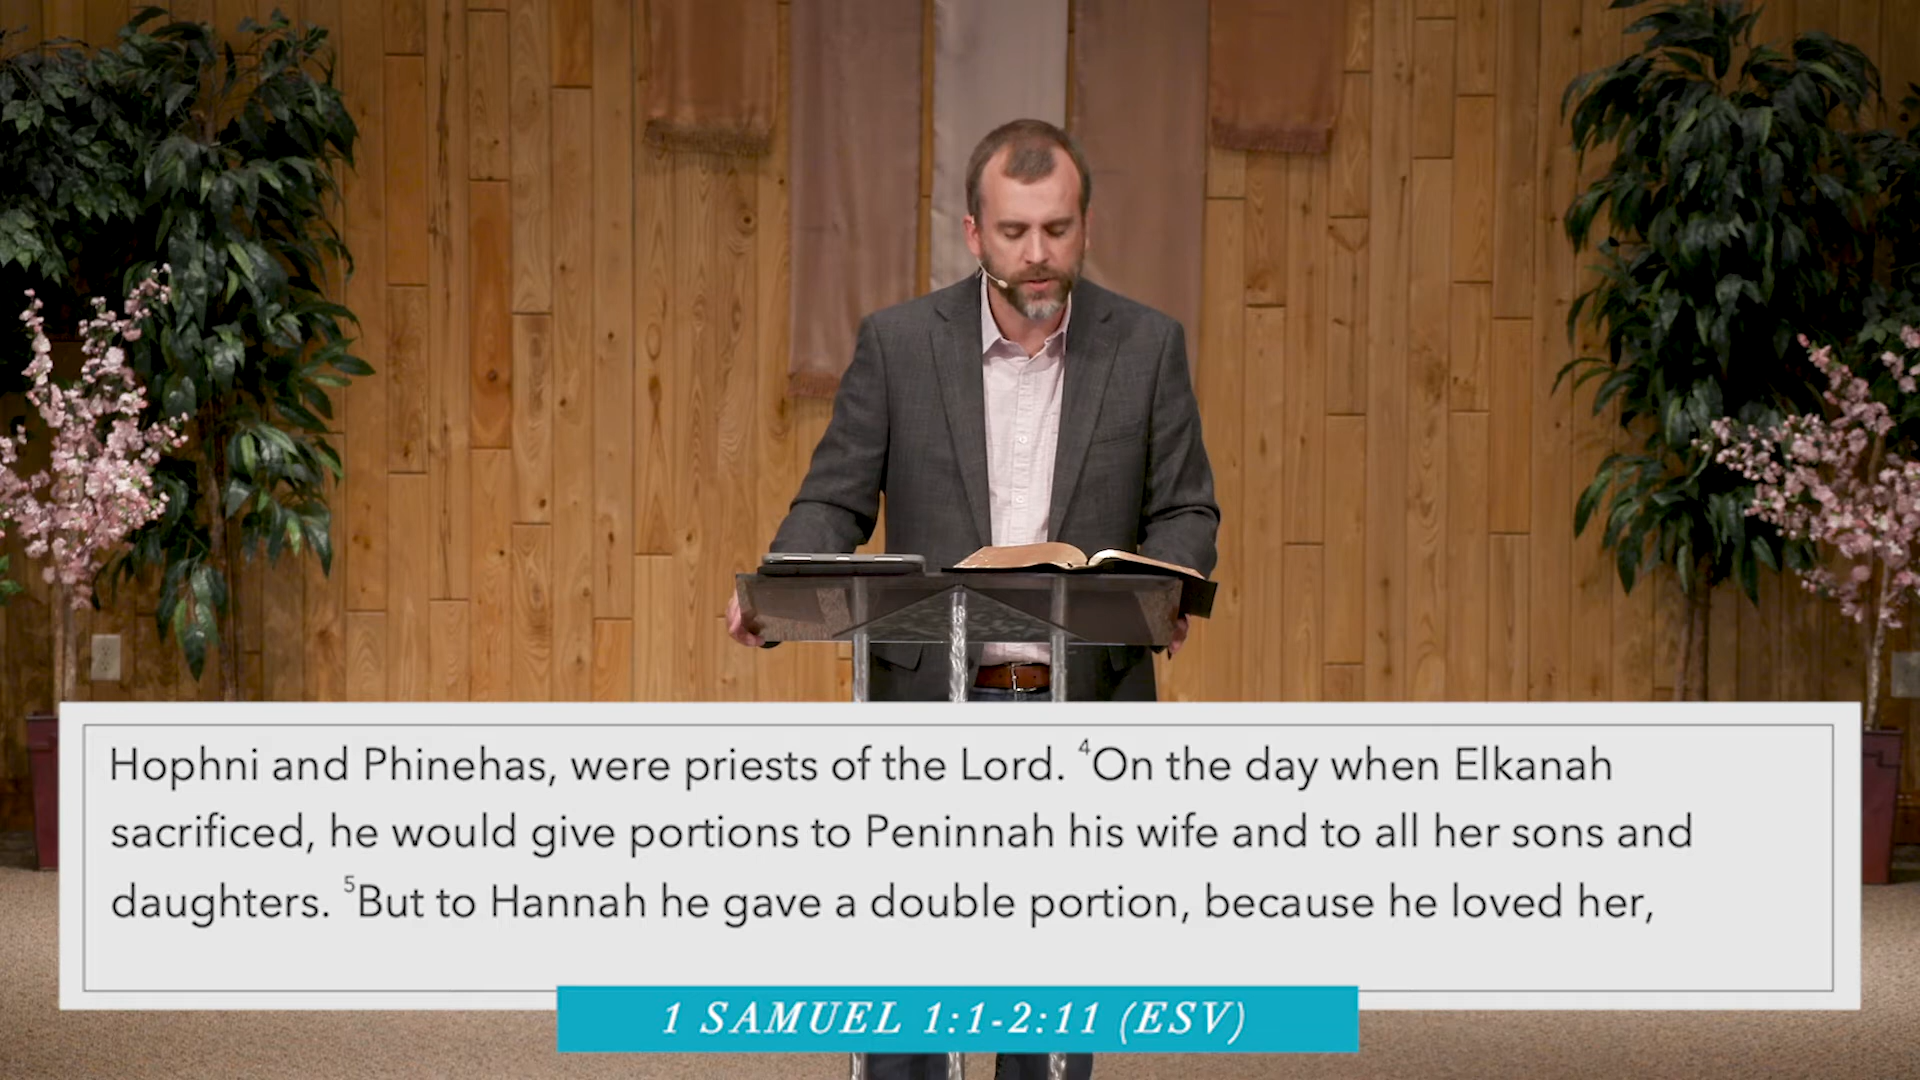 Hophni and Phinehas, were priests of the Lord. ⁴On the day when Elkanah
sacrificed, he would give portions to Peninnah his wife and to all her sons and
daughters. ⁵But to Hannah he gave a double portion, because he loved her,
1 SAMUEL 1:1-2:11 (ESV)